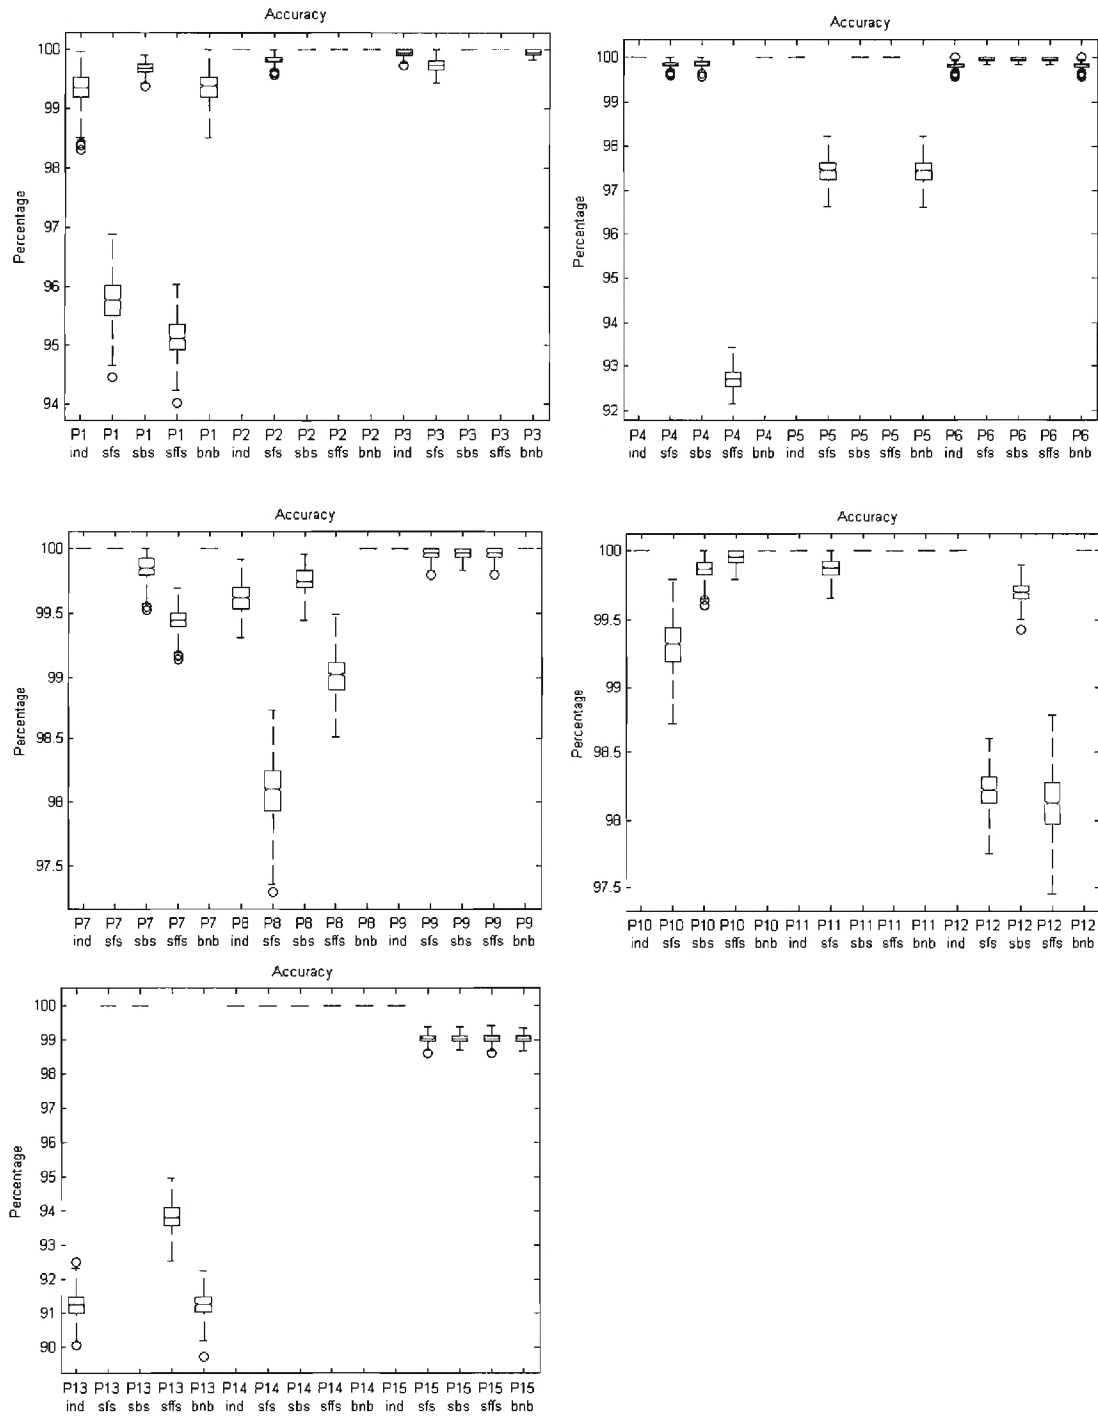 Accuracy
100
99
98
97
96
95
94
Percentage
P1 P1 P1 P1 P1 P2 P2 P2 P2 P2 P3 P3 P3 P3 P3
ind sfs sbs sffs bnb ind sfs sbs sffs bnb ind sfs sbs sffs bnb
Accuracy
100
99
98
97
96
95
94
93
92
Percentage
P4 P4 P4 P4 P4 P5 P5 P5 P5 P5 P6 P6 P6 P6 P6
ind sfs sbs sffs bnb ind sfs sbs sffs bnb ind sfs sbs sffs bnb
Accuracy
100
99.5
99
98.5
98
97.5
Percentage
P7 P7 P7 P7 P7 P8 P8 P8 P8 P8 P9 P9 P9 P9 P9
ind sfs sbs sffs bnb ind sfs sbs sffs bnb ind sfs sbs sffs bnb
Accuracy
100
99.5
99
98.5
98
97.5
Percentage
P10 P10 P10 P10 P10 P11 P11 P11 P11 P11 P12 P12 P12 P12 P12
ind sfs sbs sffs bnb ind sfs sbs sffs bnb ind sfs sbs sffs bnb
Accuracy
100
99
98
97
96
95
94
93
92
91
90
Percentage
P13 P13 P13 P13 P13 P14 P14 P14 P14 P14 P15 P15 P15 P15 P15
ind sfs sbs sffs bnb ind sfs sbs sffs bnb ind sfs sbs sffs bnb